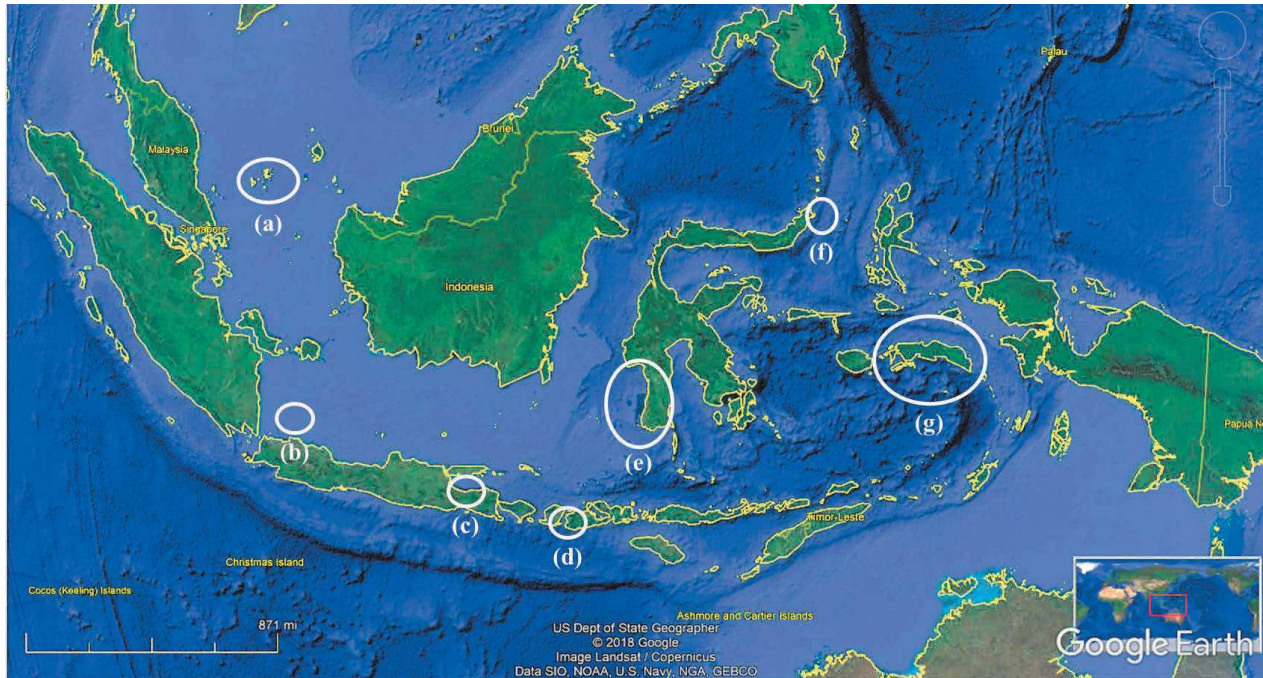 Palau
Brunei
Malaysia
(a)
Singapore
(f)
Indonesia
(g)
Papua Ne
(b)
(e)
(c)
Timor-Leste
(d)
Christmas Island
Cocos (Keeling) Islands
Ashmore and Cartier Islands
871 mi
US Dept of State Geographer
© 2018 Google
Image Landsat / Copernicus
Data SIO, NOAA, U.S. Navy, NGA, GEBCO
Google Earth